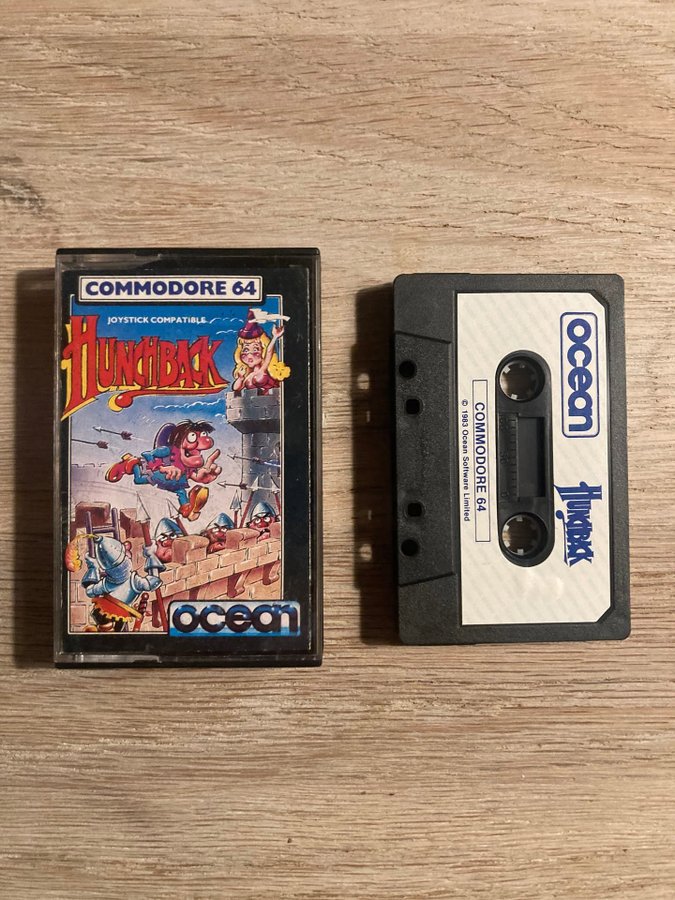 COMMODORE 64
JOYSTICK COMPATIBLE
HUNCHBACK
ocean
ocean
HUNCHBACK
COMMODORE 64
© 1983 Ocean Software Limited